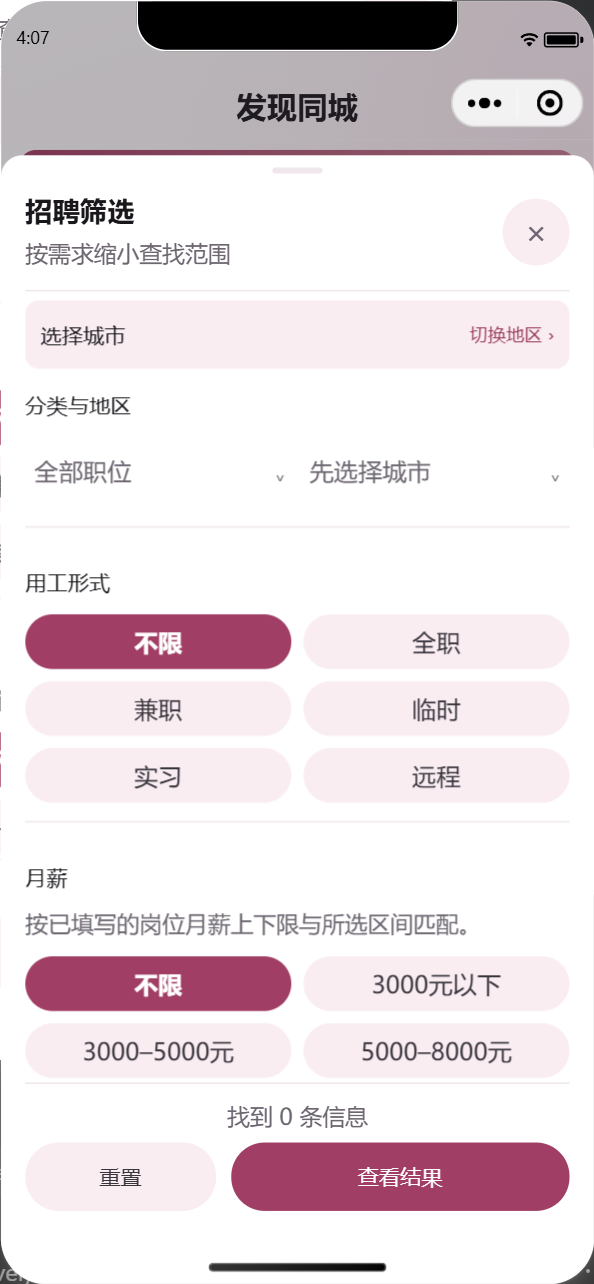 4:07
发现同城
招聘筛选
按需求缩小查找范围
选择城市 切换地区 ›
分类与地区
全部职位 先选择城市
用工形式
不限 全职
兼职 临时
实习 远程
月薪
按已填写的岗位月薪上下限与所选区间匹配。
不限 3000元以下
3000–5000元 5000–8000元
找到 0 条信息
重置 查看结果